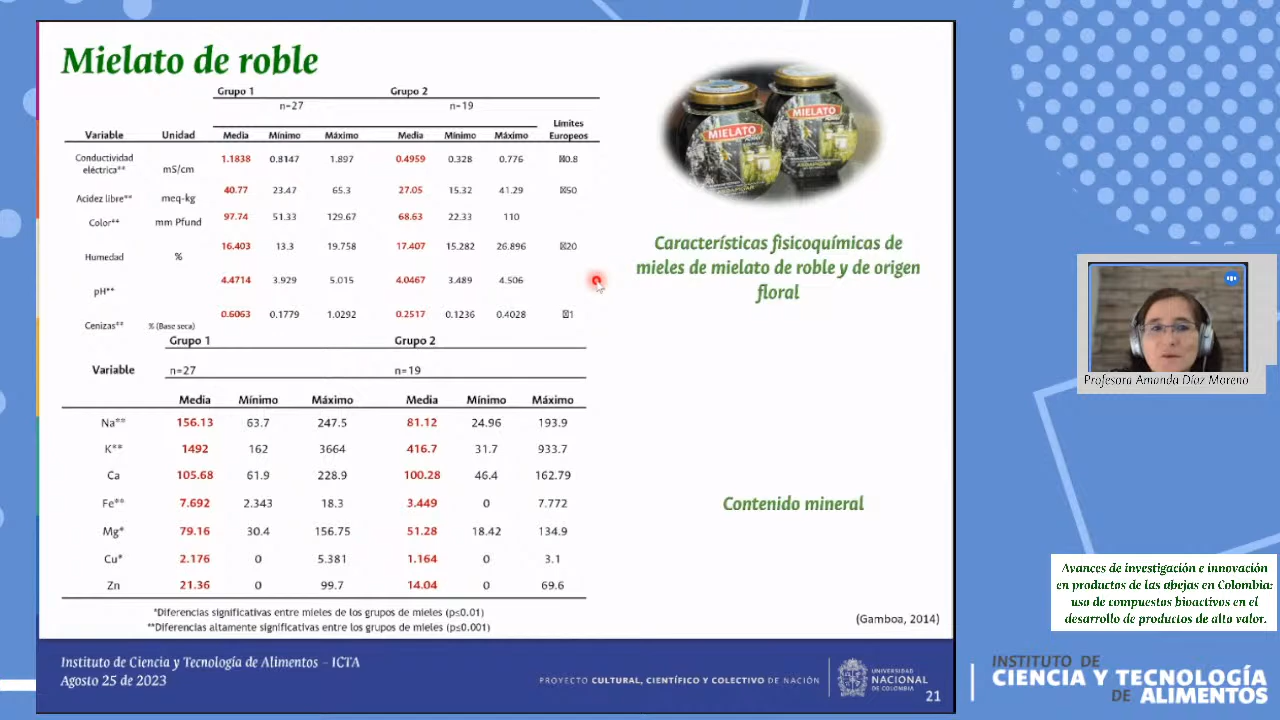 Mielato de roble
Grupo 1 Grupo 2
n=27 n=19
Variable Unidad Media Mínimo Máximo Media Mínimo Máximo Límites Europeos
Conductividad eléctrica** mS/cm 1.1838 0.8147 1.897 0.4959 0.328 0.776 0.8
Acidez libre** meq-kg 40.77 23.47 65.3 27.05 15.32 41.29 50
Color** mm Pfund 97.74 51.33 129.67 68.63 22.33 110
Humedad % 16.403 13.3 19.758 17.407 15.282 26.896 20
pH** 4.4714 3.929 5.015 4.0467 3.489 4.506
Cenizas** % (Base seca) 0.6063 0.1779 1.0292 0.2517 0.1236 0.4028 1
Grupo 1 Grupo 2
Variable n=27 n=19
Media Mínimo Máximo Media Mínimo Máximo
Na** 156.13 63.7 247.5 81.12 24.96 193.9
K** 1492 162 3664 416.7 31.7 933.7
Ca 105.68 61.9 228.9 100.28 46.4 162.79
Fe** 7.692 2.343 18.3 3.449 0 7.772
Mg* 79.16 30.4 156.75 51.28 18.42 134.9
Cu* 2.176 0 5.381 1.164 0 3.1
Zn 21.36 0 99.7 14.04 0 69.6
*Diferencias significativas entre mieles de los grupos de mieles (p≤0.01)
**Diferencias altamente significativas entre los grupos de mieles (p≤0.001)
MIELATO
MIELATO
Características fisicoquímicas de
mieles de mielato de roble y de origen
floral
Contenido mineral
(Gamboa, 2014)
Instituto de Ciencia y Tecnología de Alimentos – ICTA
Agosto 25 de 2023
PROYECTO CULTURAL, CIENTÍFICO Y COLECTIVO DE NACIÓN
UNIVERSIDAD
NACIONAL
DE COLOMBIA
21
Profesora Amanda Díaz Moreno
Avances de investigación e innovación
en productos de las abejas en Colombia:
uso de compuestos bioactivos en el
desarrollo de productos de alta valor.
INSTITUTO DE
CIENCIA Y TECNOLOGÍA
DE ALIMENTOS